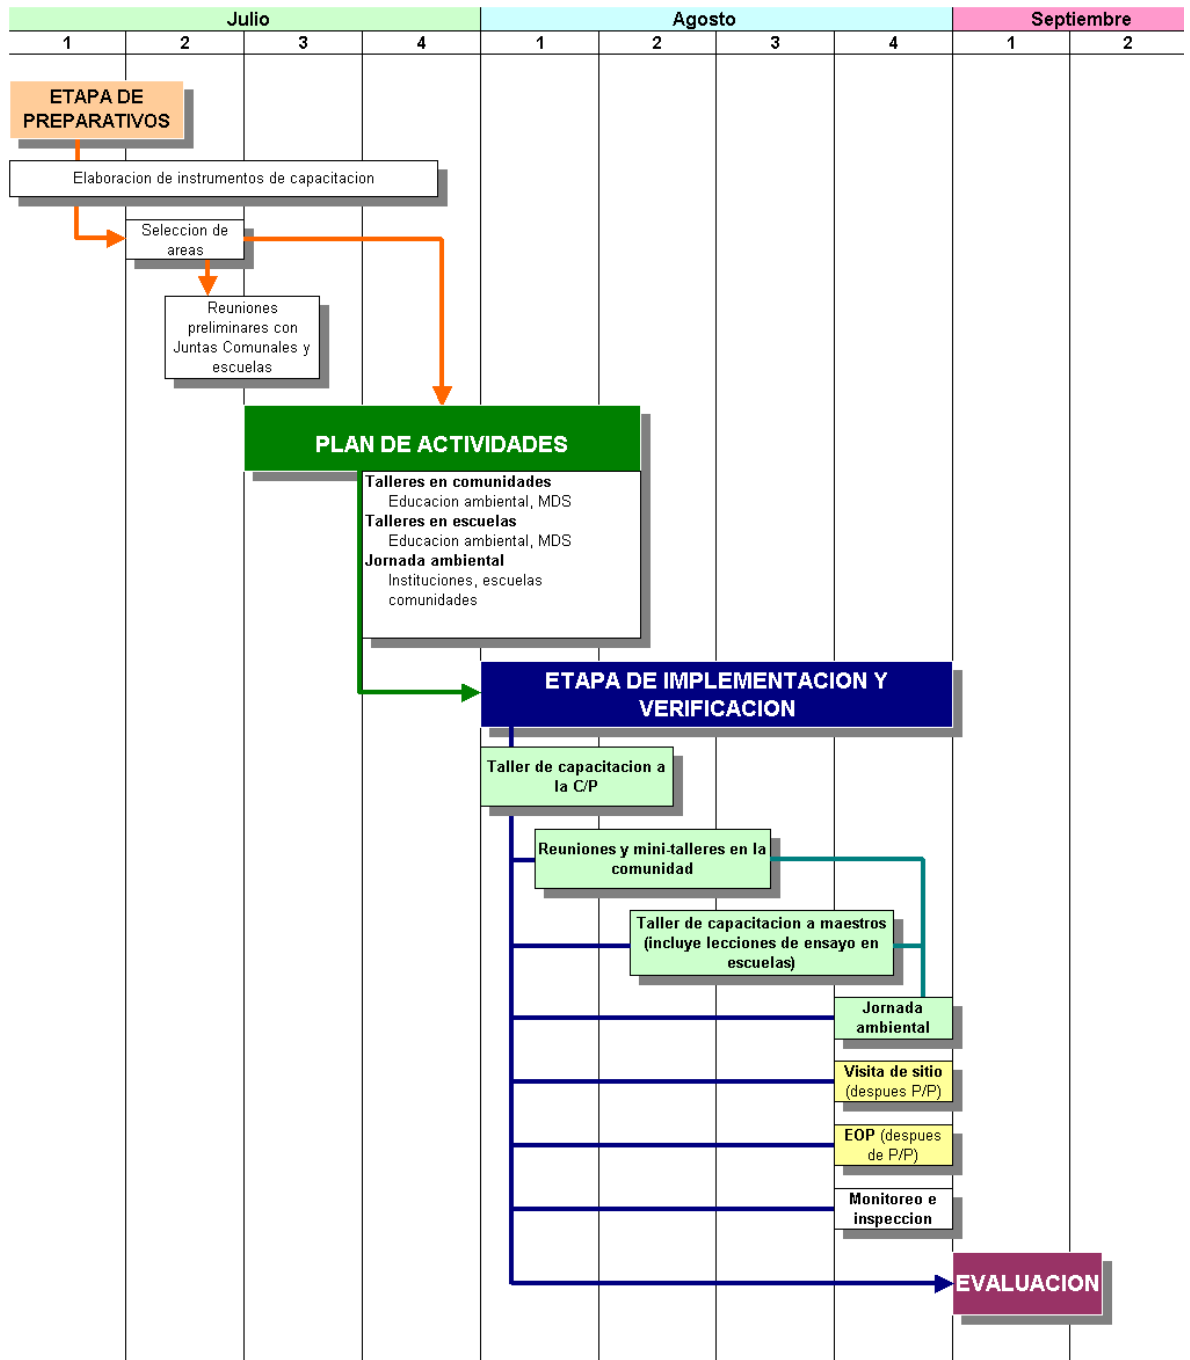 Julio Agosto Septiembre
1 2 3 4 1 2 3 4 1 2
ETAPA DE
PREPARATIVOS
Elaboracion de instrumentos de capacitacion
Seleccion de
areas
Reuniones
preliminares con
Juntas Comunales y
escuelas
PLAN DE ACTIVIDADES
Talleres en comunidades
Educacion ambiental, MDS
Talleres en escuelas
Educacion ambiental, MDS
Jornada ambiental
Instituciones, escuelas
comunidades
ETAPA DE IMPLEMENTACION Y
VERIFICACION
Taller de capacitacion a
la C/P
Reuniones y mini-talleres en la
comunidad
Taller de capacitacion a maestros
(incluye lecciones de ensayo en
escuelas)
Jornada
ambiental
Visita de sitio
(despues P/P)
EOP (despues
de P/P)
Monitoreo e
inspeccion
EVALUACION